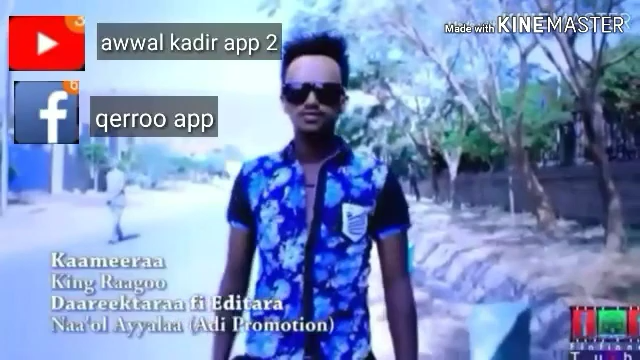 Made with KINEMASTER
awwal kadir app 2
qerroo app
Kaameeraa
King Raagoo
Daareektaraa fi Editara
Naa'ol Ayyalaa (Adi Promotion)